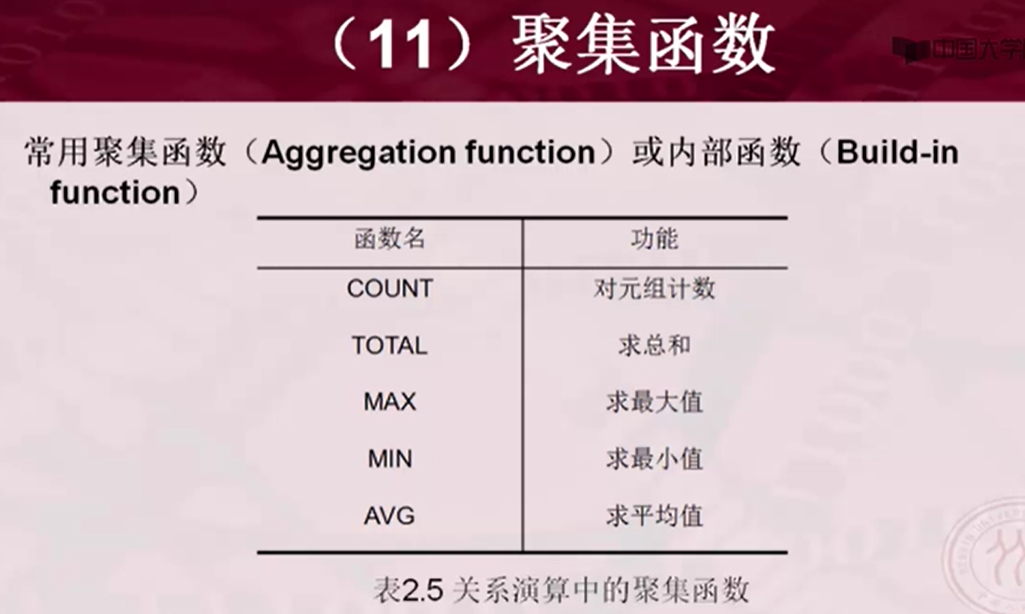 （11）聚集函数
中国大学
常用聚集函数（Aggregation function）或内部函数（Build-in
function）
函数名 功能
COUNT 对元组计数
TOTAL 求总和
MAX 求最大值
MIN 求最小值
AVG 求平均值
表2.5 关系演算中的聚集函数